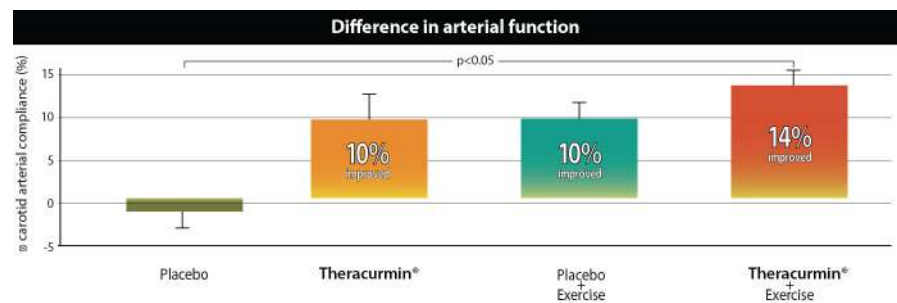 Difference in arterial function
p<0.05
carotid arterial compliance (%)
15
10
5
0
-5
10%
improved
10%
improved
14%
improved
Placebo
Theracurmin®
Placebo
+
Exercise
Theracurmin®
+
Exercise